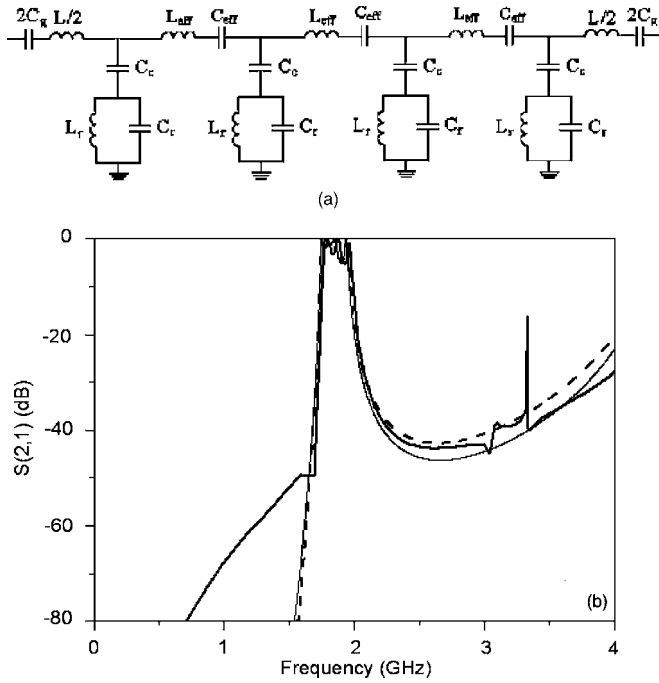 2Cg L/2 Leff Ceff Leff Ceff Leff Ceff L/2 2Cg
Cc Cc Cc Cc
Lr Cr Lr Cr Lr Cr Lr Cr
(a)
0
-20
-40
-60
-80
S(2,1) (dB)
(b)
0 1 2 3 4
Frequency (GHz)